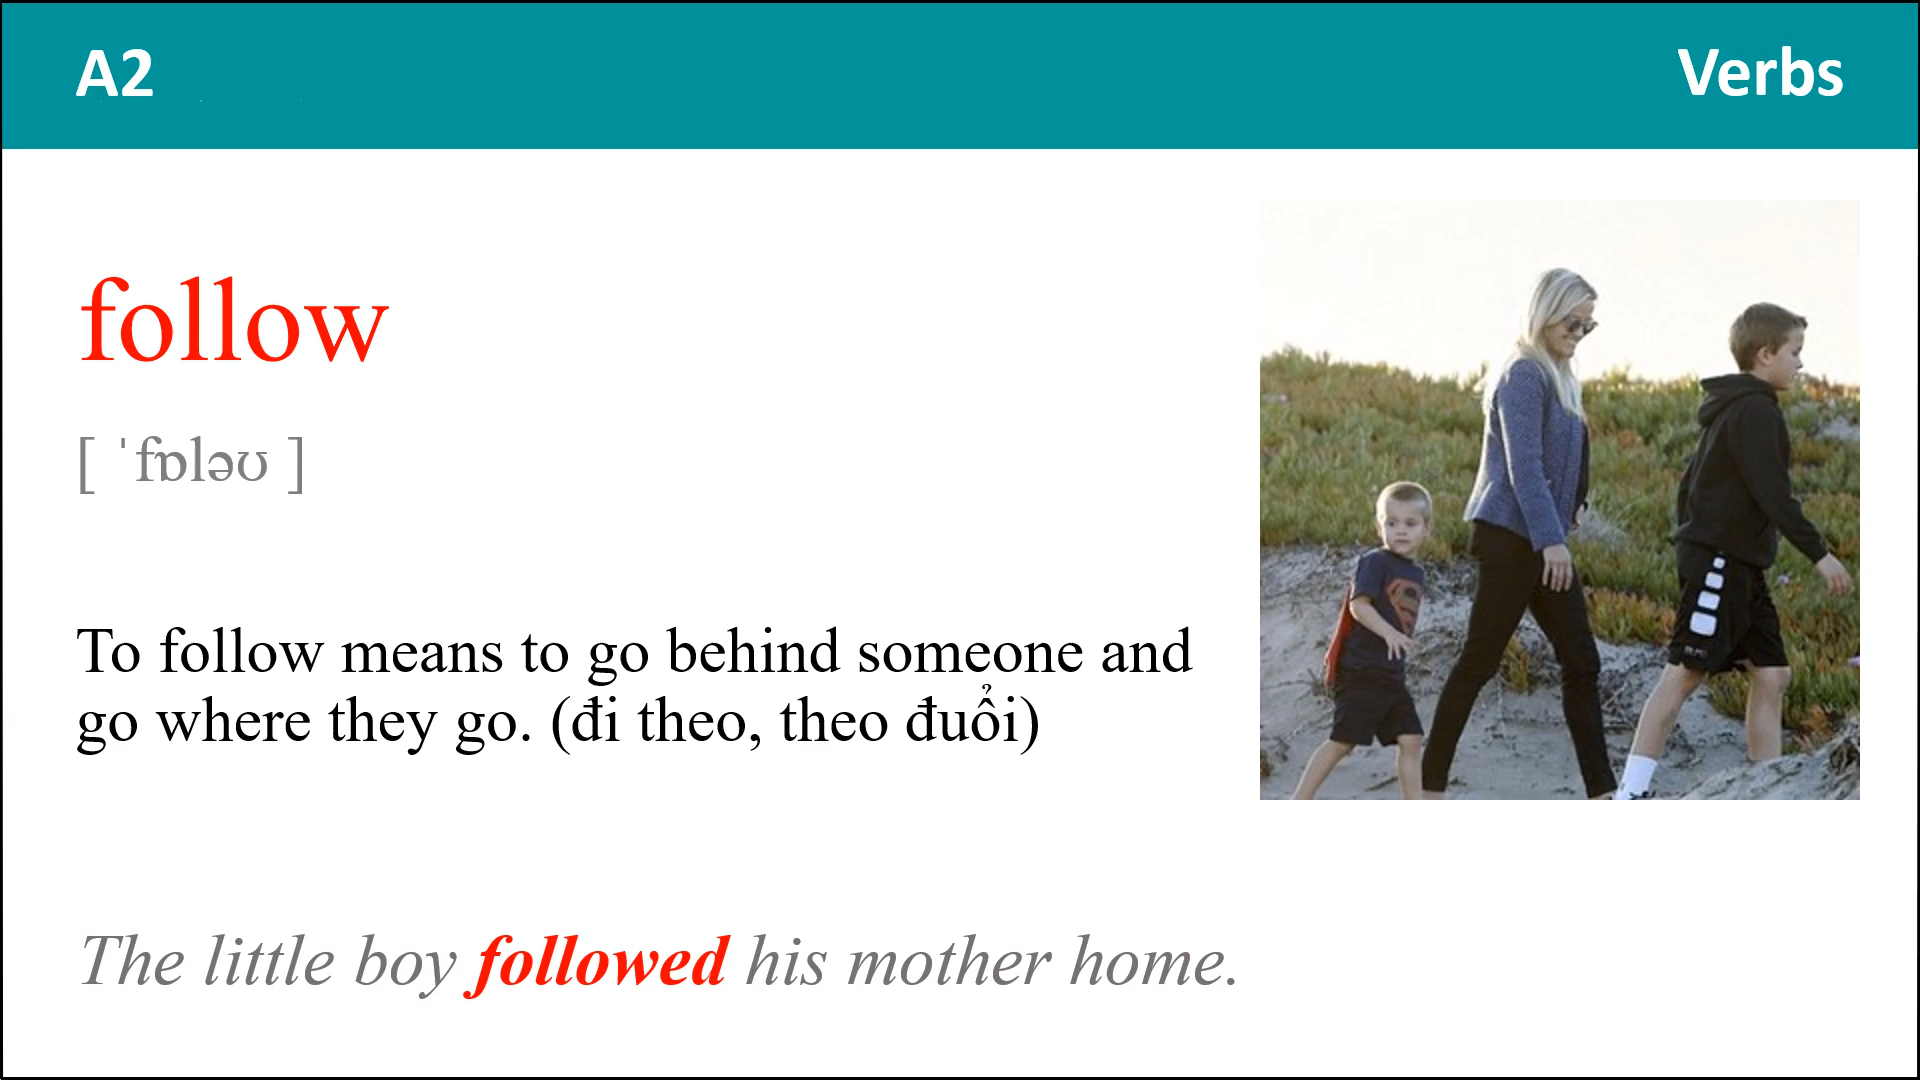 A2
Verbs
follow
[ ˈfɒləʊ ]
To follow means to go behind someone and
go where they go. (đi theo, theo đuổi)
The little boy followed his mother home.